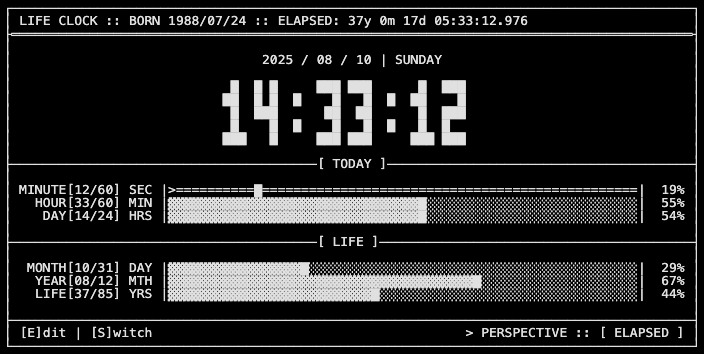 LIFE CLOCK :: BORN 1988/07/24 :: ELAPSED: 37y 0m 17d 05:33:12.976
2025 / 08 / 10 | SUNDAY
14:33:12
[ TODAY ]
MINUTE[12/60] SEC |>==========█================================================| 19%
HOUR[33/60] MIN | | 55%
DAY[14/24] HRS | | 54%
[ LIFE ]
MONTH[10/31] DAY | | 29%
YEAR[08/12] MTH | | 67%
LIFE[37/85] YRS | | 44%
[E]dit | [S]witch > PERSPECTIVE :: [ ELAPSED ]